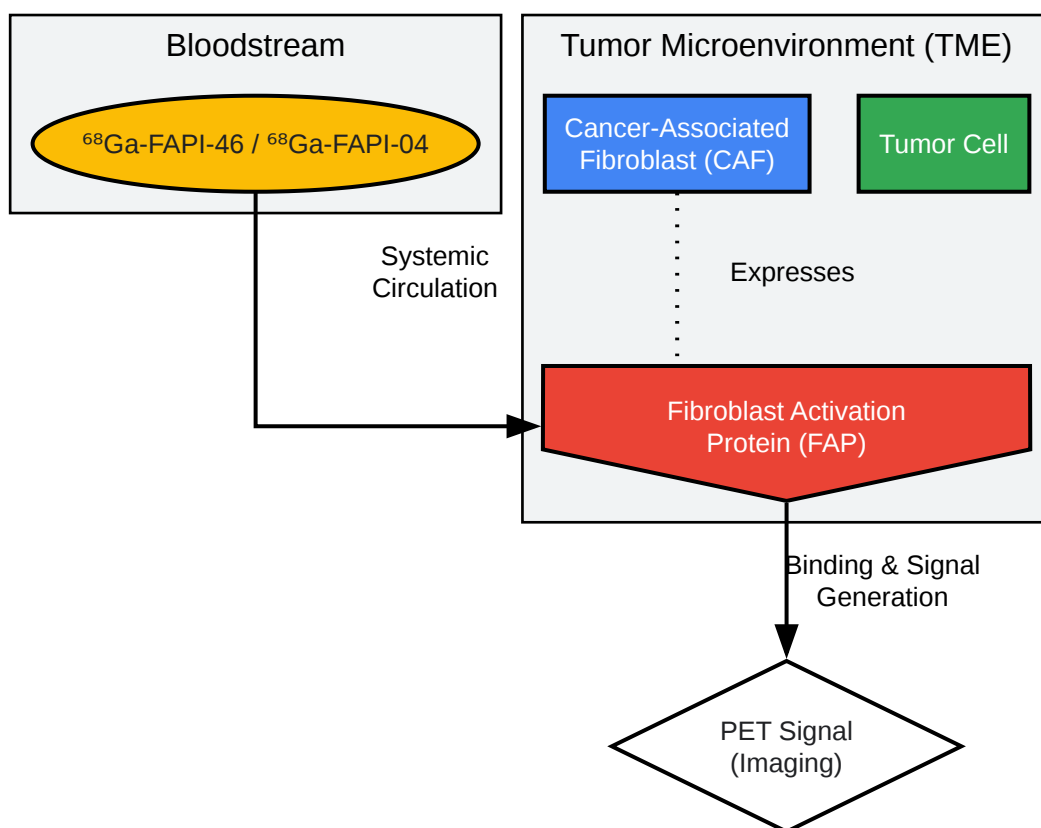 Bloodstream
⁶⁸Ga-FAPI-46 / ⁶⁸Ga-FAPI-04
Systemic
Circulation
Tumor Microenvironment (TME)
Cancer-Associated
Fibroblast (CAF)
Tumor Cell
Expresses
Fibroblast Activation
Protein (FAP)
Binding & Signal
Generation
PET Signal
(Imaging)